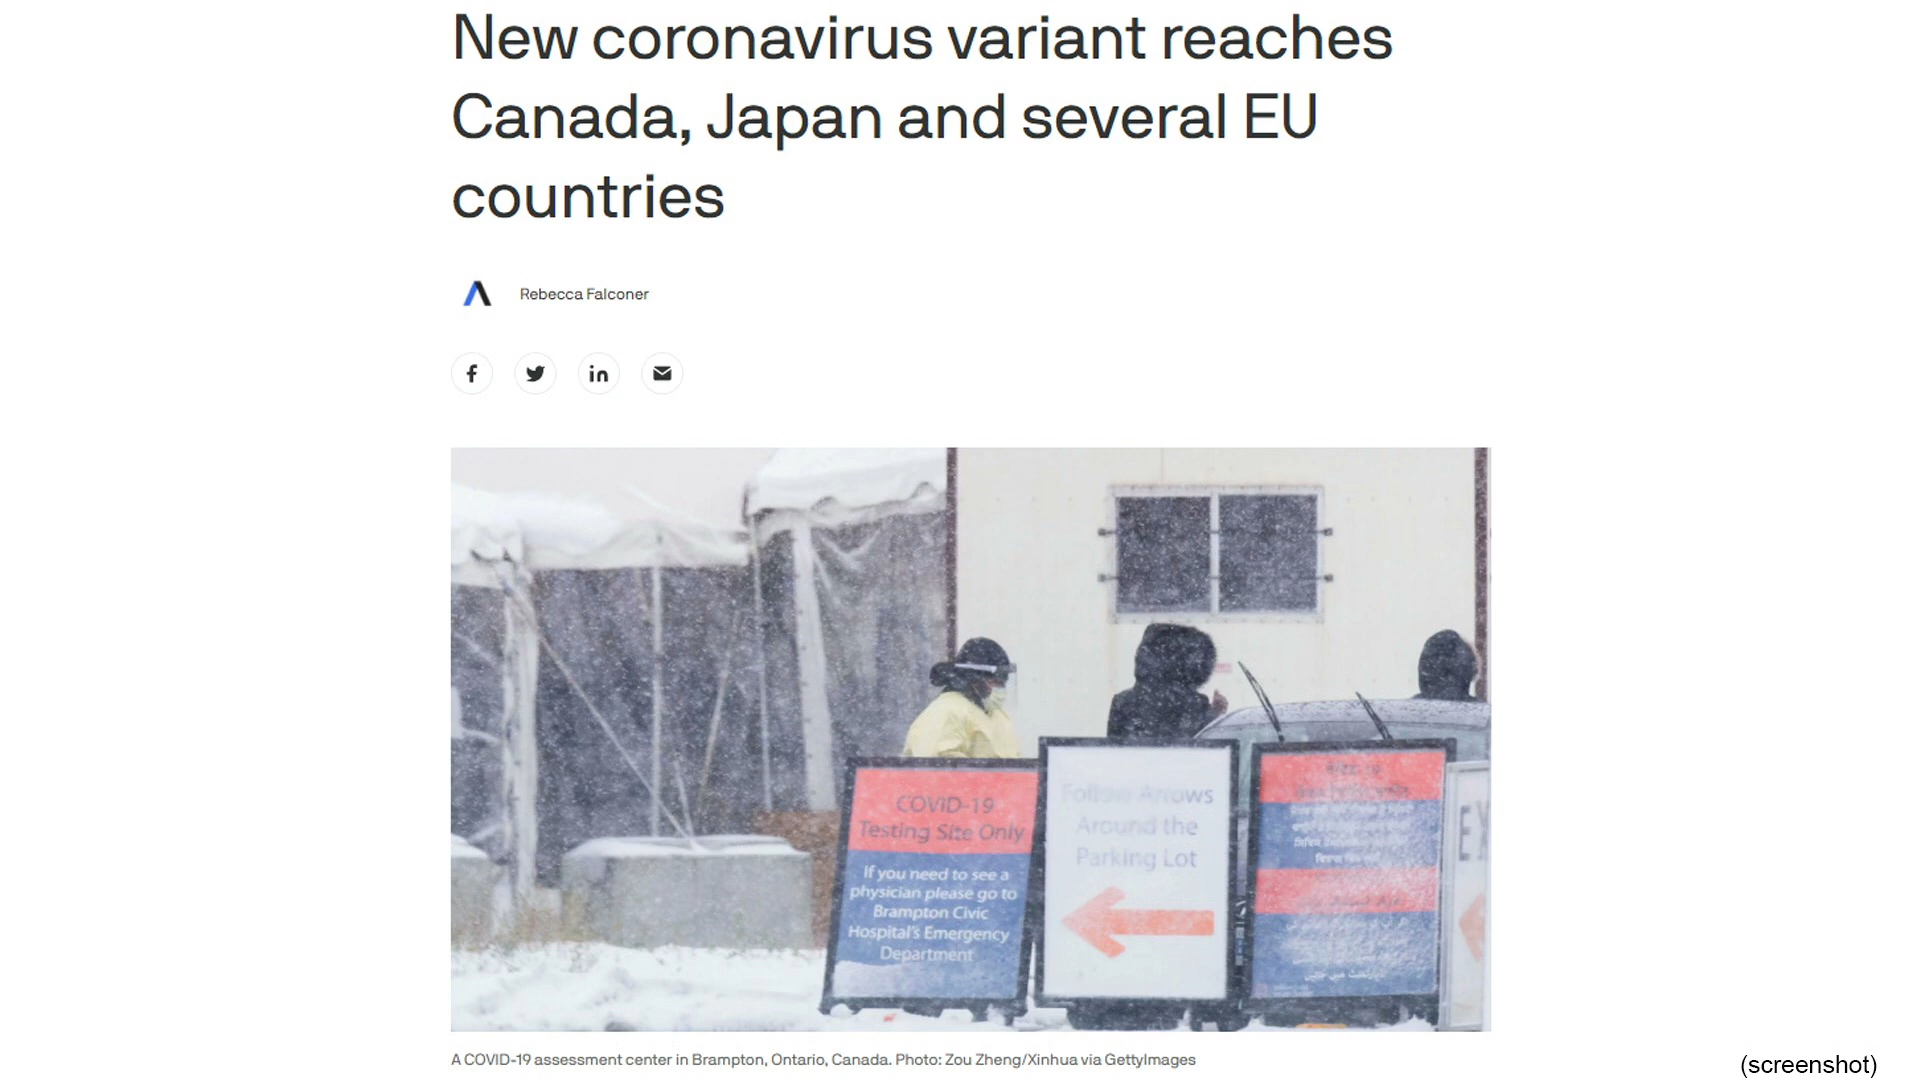 New coronavirus variant reaches
Canada, Japan and several EU
countries
Rebecca Falconer
COVID-19
Testing Site Only
If you need to see a
physician please go to
Brampton Civic
Hospital's Emergency
Department
Follow Arrows
Around the
Parking Lot
A COVID-19 assessment center in Brampton, Ontario, Canada. Photo: Zou Zheng/Xinhua via GettyImages
(screenshot)